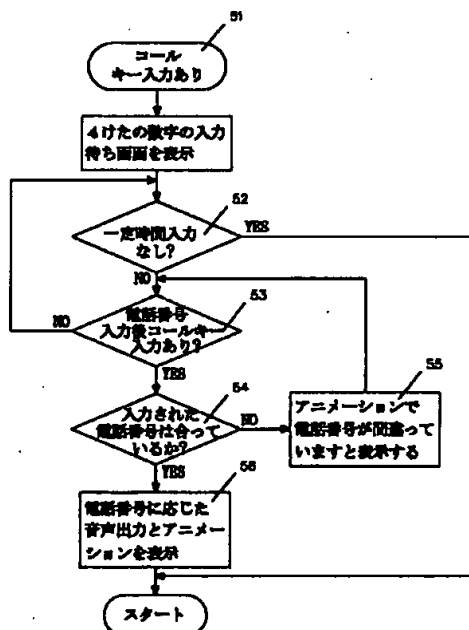 51
コール
キー入力あり
4けたの数字の入力
待ち画面を表示
52
一定時間入力
なし?
YES
NO
53
電話番号
入力後コールキー
入力あり?
NO
YES
54
入力された
電話番号は合って
いるか?
NO
YES
55
アニメーションで
電話番号が間違って
いますと表示する
56
電話番号に応じた
音声出力とアニメー
ションを表示
スタート